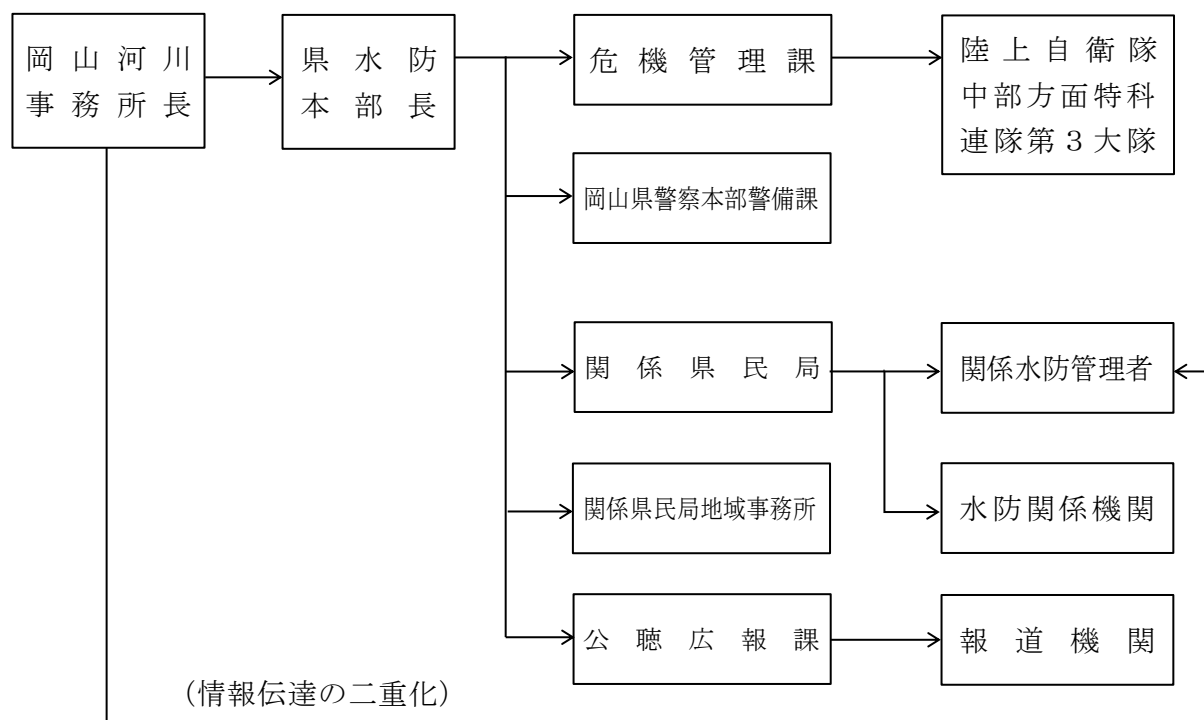 岡山河川
事務所長
県水防
本部長
危機管理課
陸上自衛隊
中部方面特科
連隊第３大隊
岡山県警察本部警備課
関係県民局
関係水防管理者
関係県民局地域事務所
水防関係機関
公聴広報課
報道機関
（情報伝達の二重化）